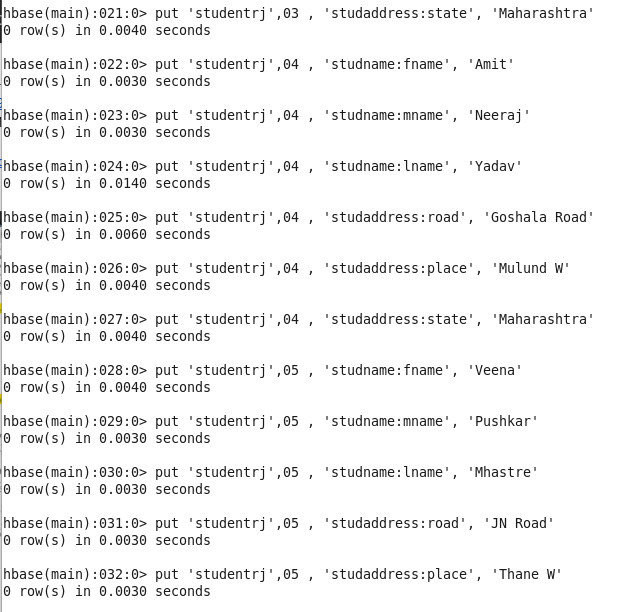 hbase(main):021:0> put 'studentrj',03 , 'studaddress:state', 'Maharashtra'
0 row(s) in 0.0040 seconds
hbase(main):022:0> put 'studentrj',04 , 'studname:fname', 'Amit'
0 row(s) in 0.0030 seconds
hbase(main):023:0> put 'studentrj',04 , 'studname:mname', 'Neeraj'
0 row(s) in 0.0030 seconds
hbase(main):024:0> put 'studentrj',04 , 'studname:lname', 'Yadav'
0 row(s) in 0.0140 seconds
hbase(main):025:0> put 'studentrj',04 , 'studaddress:road', 'Goshala Road'
0 row(s) in 0.0060 seconds
hbase(main):026:0> put 'studentrj',04 , 'studaddress:place', 'Mulund W'
0 row(s) in 0.0040 seconds
hbase(main):027:0> put 'studentrj',04 , 'studaddress:state', 'Maharashtra'
0 row(s) in 0.0040 seconds
hbase(main):028:0> put 'studentrj',05 , 'studname:fname', 'Veena'
0 row(s) in 0.0040 seconds
hbase(main):029:0> put 'studentrj',05 , 'studname:mname', 'Pushkar'
0 row(s) in 0.0030 seconds
hbase(main):030:0> put 'studentrj',05 , 'studname:lname', 'Mhastre'
0 row(s) in 0.0030 seconds
hbase(main):031:0> put 'studentrj',05 , 'studaddress:road', 'JN Road'
0 row(s) in 0.0030 seconds
hbase(main):032:0> put 'studentrj',05 , 'studaddress:place', 'Thane W'
0 row(s) in 0.0030 seconds